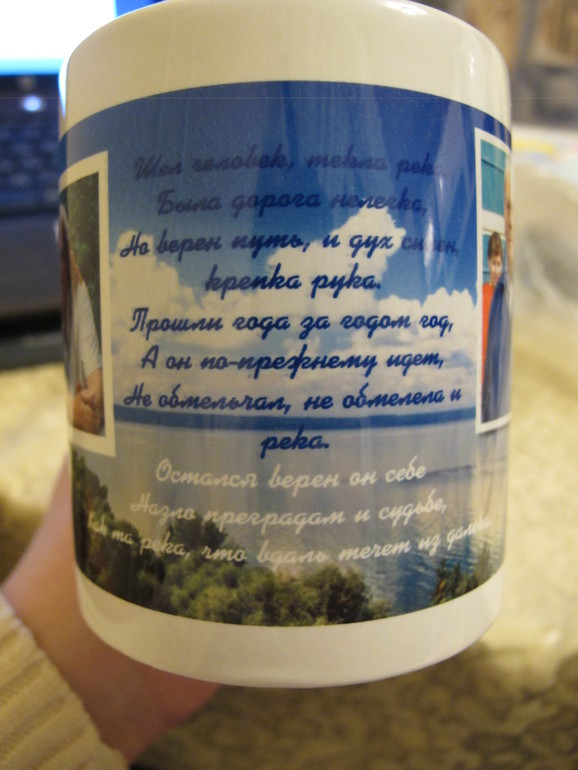 Шел человек, текла река.
Была дорога нелегка,
Но верен путь, и дух силен,
крепка рука.
Прошли года за годом год,
А он по-прежнему идет,
Не обмельчал, не обмелела и
река.
Остался верен он себе
Назло преградам и судьбе,
Как та река, что вдаль течет из далека